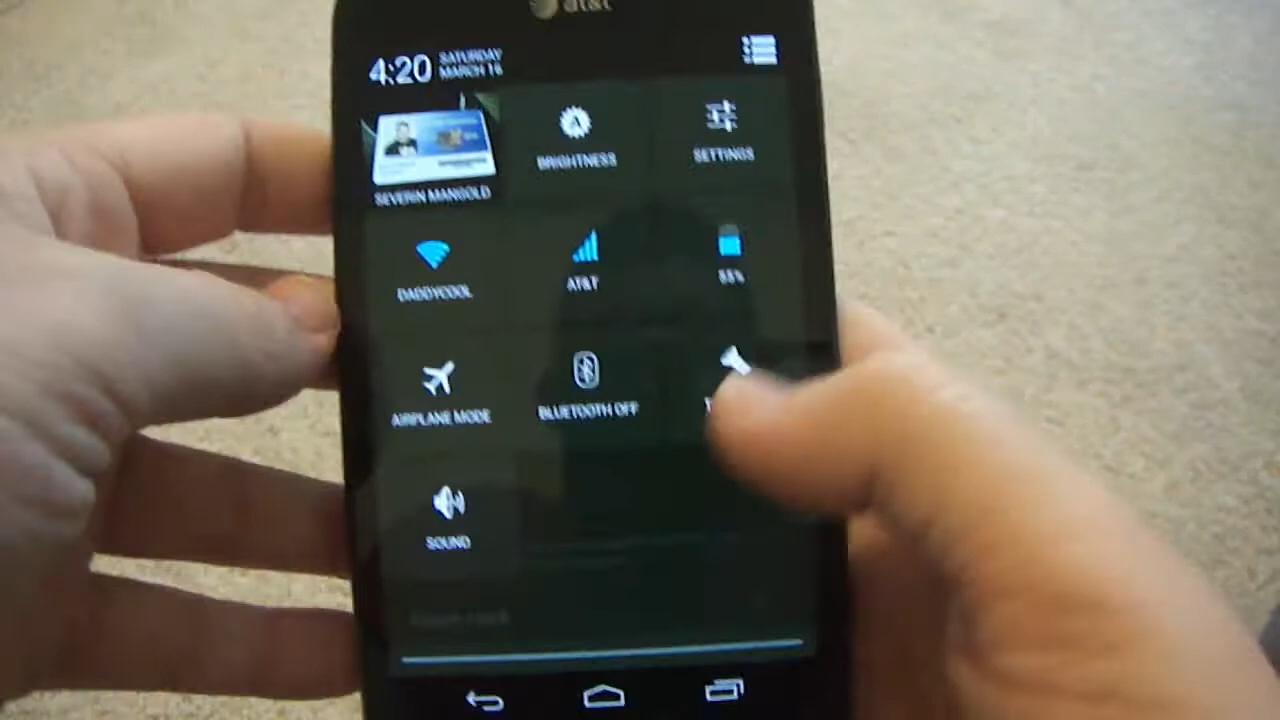 at&t
4:20
SATURDAY
MARCH 16
BRIGHTNESS
SETTINGS
SEVERIN MANGOLD
DADDYCOOL
AT&T
55%
AIRPLANE MODE
BLUETOOTH OFF
SOUND